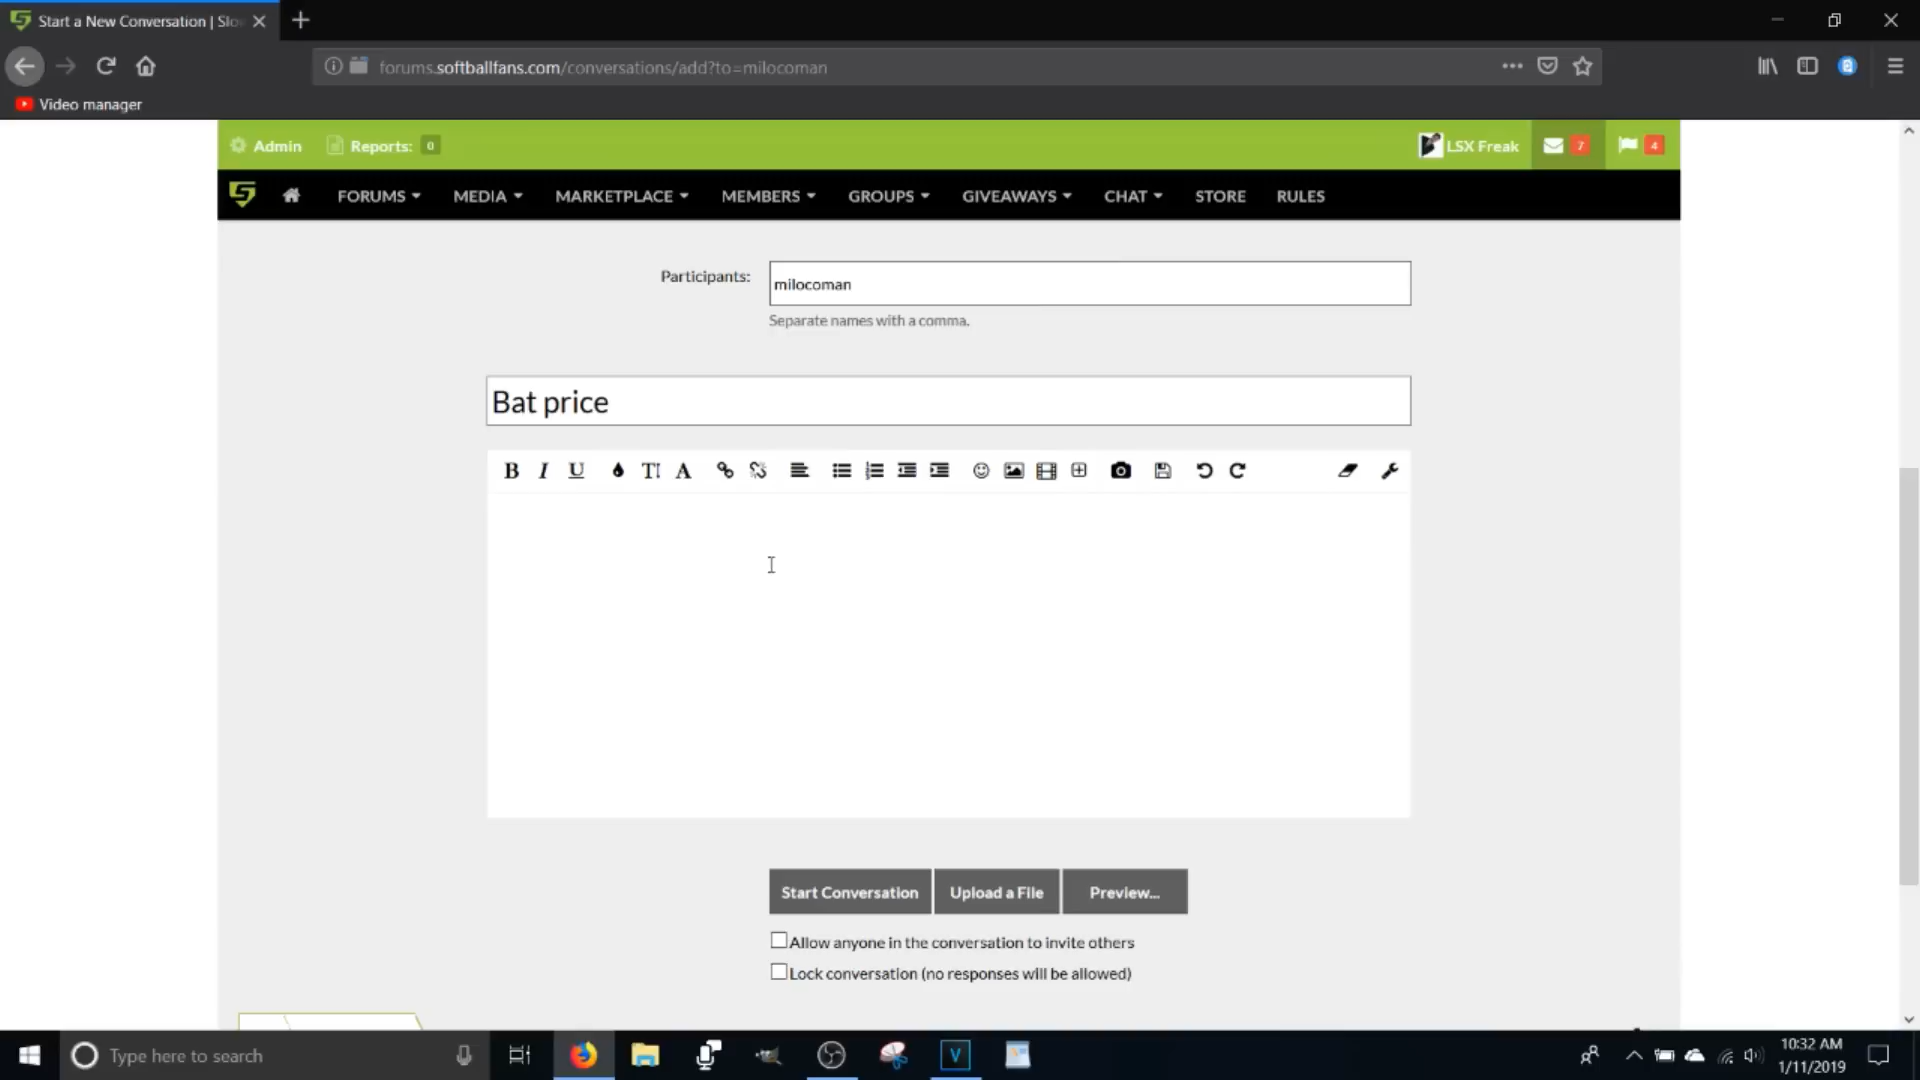 Start a New Conversation | Slo
forums.softballfans.com/conversations/add?to=milocoman
Video manager
Admin
Reports: 0
LSX Freak
7
4
FORUMS
MEDIA
MARKETPLACE
MEMBERS
GROUPS
GIVEAWAYS
CHAT
STORE
RULES
Participants:
milocoman
Separate names with a comma.
Bat price
B I U
Start Conversation
Upload a File
Preview...
Allow anyone in the conversation to invite others
Lock conversation (no responses will be allowed)
Type here to search
V
10:32 AM
1/11/2019